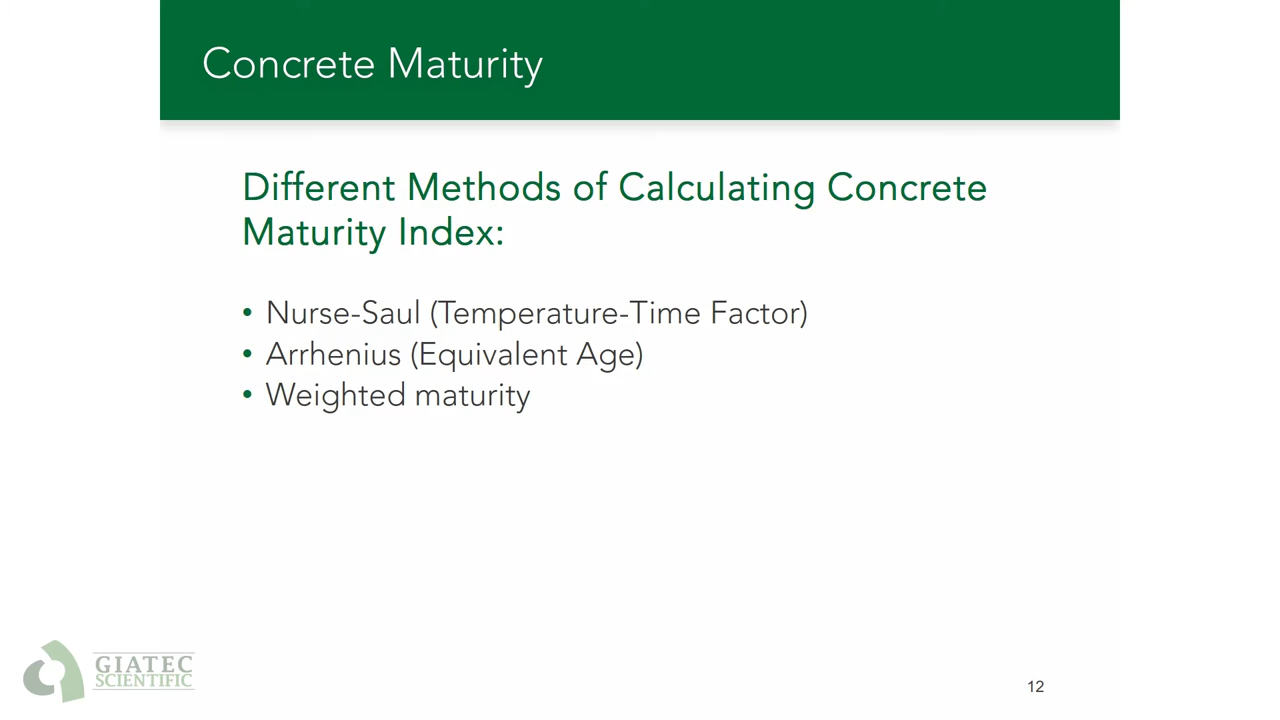 Concrete Maturity
Different Methods of Calculating Concrete
Maturity Index:
• Nurse-Saul (Temperature-Time Factor)
• Arrhenius (Equivalent Age)
• Weighted maturity
GIATEC
SCIENTIFIC
12